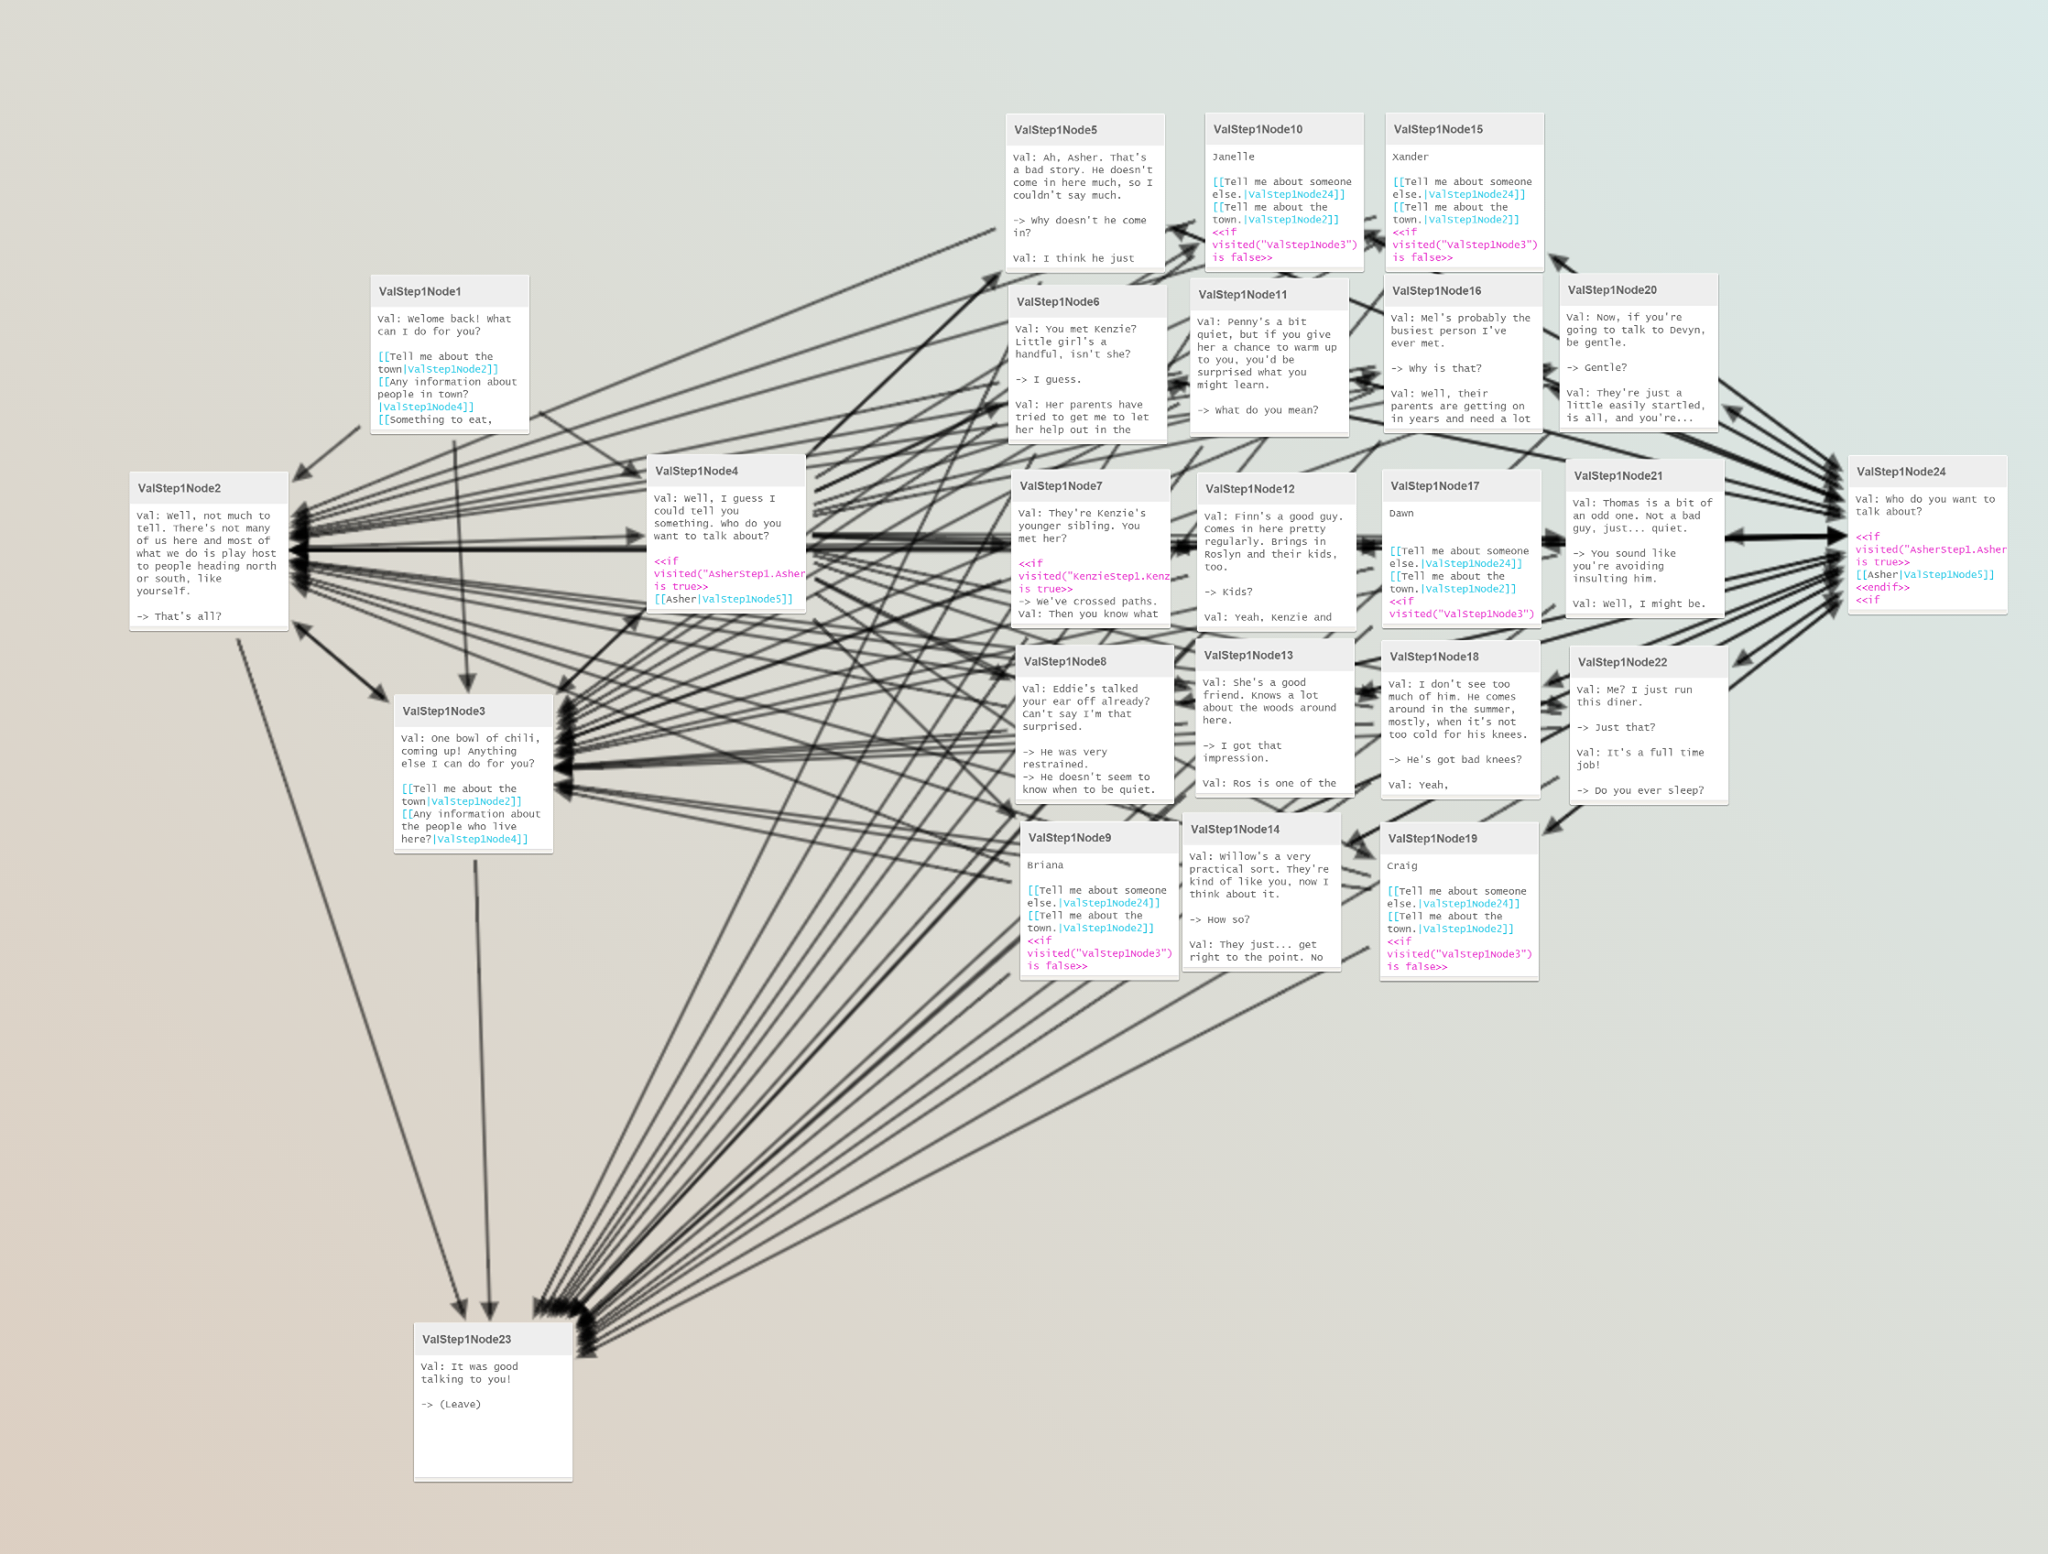 ValStep1Node5
Val: Ah, Asher. That's
a bad story. He doesn't
come in here much, so I
couldn't say much.
-> Why doesn't he come
in?
Val: I think he just
ValStep1Node10
Janelle
[[Tell me about someone
else.|ValStep1Node24]]
[[Tell me about the
town.|ValStep1Node2]]
<<if
visited("ValStep1Node3")
is false>>
ValStep1Node15
Xander
[[Tell me about someone
else.|ValStep1Node24]]
[[Tell me about the
town.|ValStep1Node2]]
<<if
visited("ValStep1Node3")
is false>>
ValStep1Node1
Val: Welome back! What
can I do for you?
[[Tell me about the
town|ValStep1Node2]]
[[Any information about
people in town?
|ValStep1Node4]]
[[Something to eat,
ValStep1Node6
Val: You met Kenzie?
Little girl's a
handful, isn't she?
-> I guess.
Val: Her parents have
tried to get me to let
her help out in the
ValStep1Node11
Val: Penny's a bit
quiet, but if you give
her a chance to warm up
to you, you'd be
surprised what you
might learn.
-> What do you mean?
ValStep1Node16
Val: Mel's probably the
busiest person I've
ever met.
-> Why is that?
Val: Well, their
parents are getting on
in years and need a lot
ValStep1Node20
Val: Now, if you're
going to talk to Devyn,
be gentle.
-> Gentle?
Val: They're just a
little easily startled,
is all, and you're...
ValStep1Node2
Val: Well, not much to
tell. There's not many
of us here and most of
what we do is play host
to people heading north
or south, like
yourself.
-> That's all?
ValStep1Node4
Val: Well, I guess I
could tell you
something. Who do you
want to talk about?
<<if
visited("AsherStep1.Asher
is true>>
[[Asher|ValStep1Node5]]
ValStep1Node7
Val: They're Kenzie's
younger sibling. You
met her?
<<if
visited("KenzieStep1.Kenz
is true>>
-> We've crossed paths.
Val: Then you know what
ValStep1Node12
Val: Finn's a good guy.
Comes in here pretty
regularly. Brings in
Roslyn and their kids,
too.
-> Kids?
Val: Yeah, Kenzie and
ValStep1Node17
Dawn
[[Tell me about someone
else.|ValStep1Node24]]
[[Tell me about the
town.|ValStep1Node2]]
<<if
visited("ValStep1Node3")
ValStep1Node21
Val: Thomas is a bit of
an odd one. Not a bad
guy, just... quiet.
-> You sound like
you're avoiding
insulting him.
Val: Well, I might be.
ValStep1Node24
Val: Who do you want to
talk about?
<<if
visited("AsherStep1.Asher
is true>>
[[Asher|ValStep1Node5]]
<<endif>>
<<if
ValStep1Node3
Val: One bowl of chili,
coming up! Anything
else I can do for you?
[[Tell me about the
town|ValStep1Node2]]
[[Any information about
the people who live
here?|ValStep1Node4]]
ValStep1Node8
Val: Eddie's talked
your ear off already?
Can't say I'm that
surprised.
-> He was very
restrained.
-> He doesn't seem to
know when to be quiet.
ValStep1Node13
Val: She's a good
friend. Knows a lot
about the woods around
here.
-> I got that
impression.
Val: Ros is one of the
ValStep1Node18
Val: I don't see too
much of him. He comes
around in the summer,
mostly, when it's not
too cold for his knees.
-> He's got bad knees?
Val: Yeah,
ValStep1Node22
Val: Me? I just run
this diner.
-> Just that?
Val: It's a full time
job!
-> Do you ever sleep?
ValStep1Node9
Briana
[[Tell me about someone
else.|ValStep1Node24]]
[[Tell me about the
town.|ValStep1Node2]]
<<if
visited("ValStep1Node3")
is false>>
ValStep1Node14
Val: Willow's a very
practical sort. They're
kind of like you, now I
think about it.
-> How so?
Val: They just... get
right to the point. No
ValStep1Node19
Craig
[[Tell me about someone
else.|ValStep1Node24]]
[[Tell me about the
town.|ValStep1Node2]]
<<if
visited("ValStep1Node3")
is false>>
ValStep1Node23
Val: It was good
talking to you!
-> (Leave)